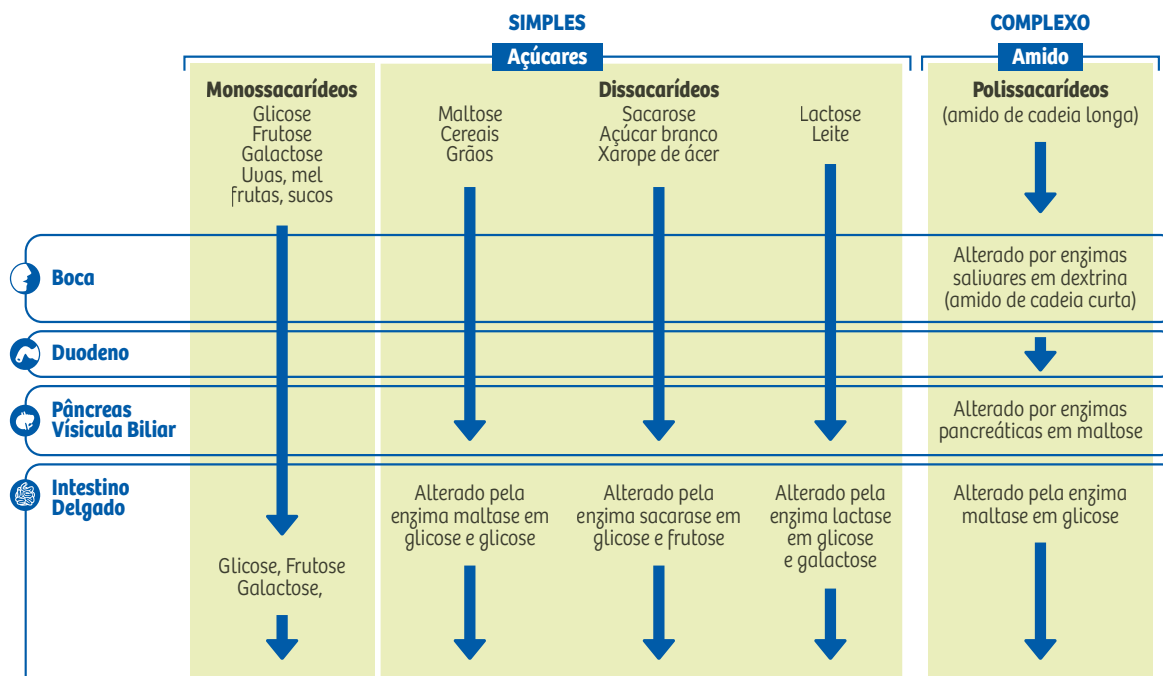 SIMPLES
Açúcares
COMPLEXO
Amido
Monossacarídeos
Glicose
Frutose
Galactose
Uvas, mel
frutas, sucos
Dissacarídeos
Maltose
Cereais
Grãos
Sacarose
Açúcar branco
Xarope de ácer
Lactose
Leite
Polissacarídeos
(amido de cadeia longa)
Boca
Alterado por enzimas
salivares em dextrina
(amido de cadeia curta)
Duodeno
Pâncreas
Vísicula Biliar
Alterado por enzimas
pancreáticas em maltose
Intestino
Delgado
Glicose, Frutose
Galactose,
Alterado pela
enzima maltase em
glicose e glicose
Alterado pela
enzima sacarase em
glicose e frutose
Alterado pela
enzima lactase
em glicose
e galactose
Alterado pela enzima
maltase em glicose